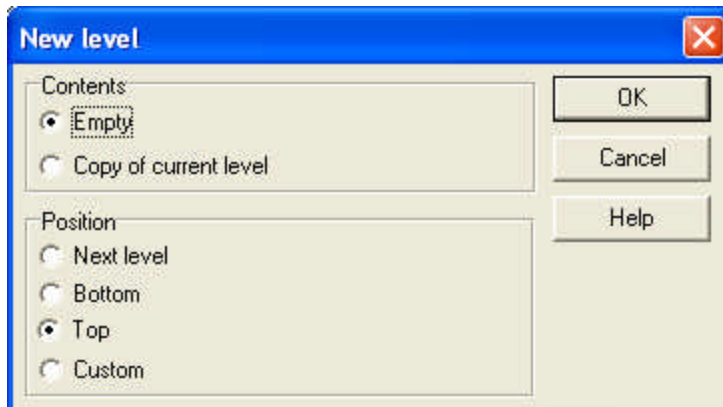 New level
Contents
Empty
Copy of current level
Position
Next level
Bottom
Top
Custom
OK
Cancel
Help